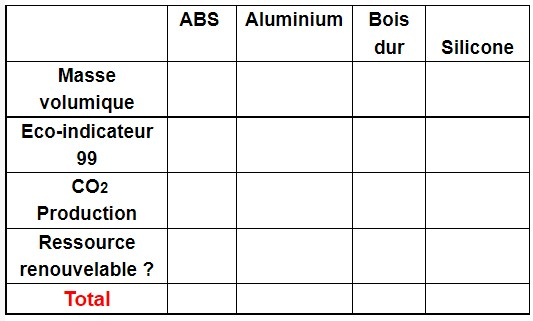 ABS Aluminium Bois
dur Silicone
Masse
volumique
Eco-indicateur
99
CO2
Production
Ressource
renouvelable ?
Total